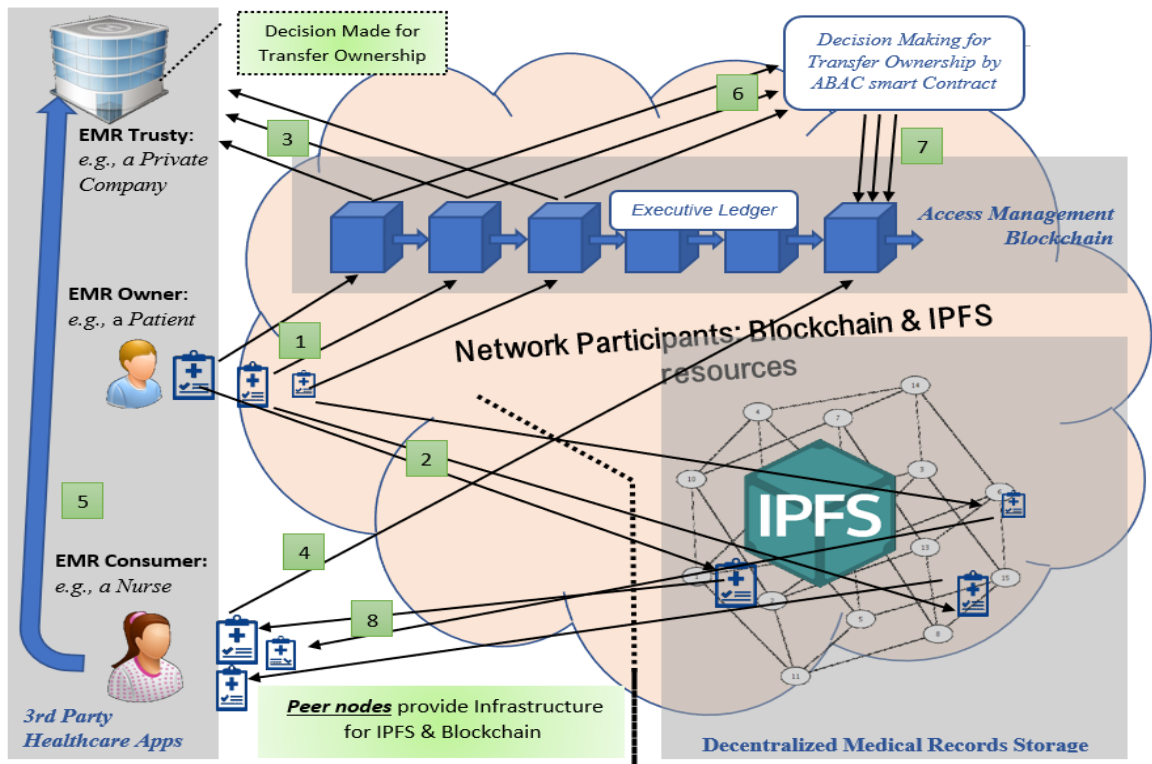 Decision Made for
Transfer Ownership
Decision Making for
Transfer Ownership by
ABAC smart Contract
EMR Trusty:
e.g., a Private
Company
3
6
7
Executive Ledger
Access Management
Blockchain
EMR Owner:
e.g., a Patient
1
Network Participants: Blockchain & IPFS
resources
2
14
4
7
3
10
6
IPFS
5
EMR Consumer:
e.g., a Nurse
4
13
15
2
5
8
8
11
Peer nodes provide Infrastructure
for IPFS & Blockchain
3rd Party
Healthcare Apps
Decentralized Medical Records Storage